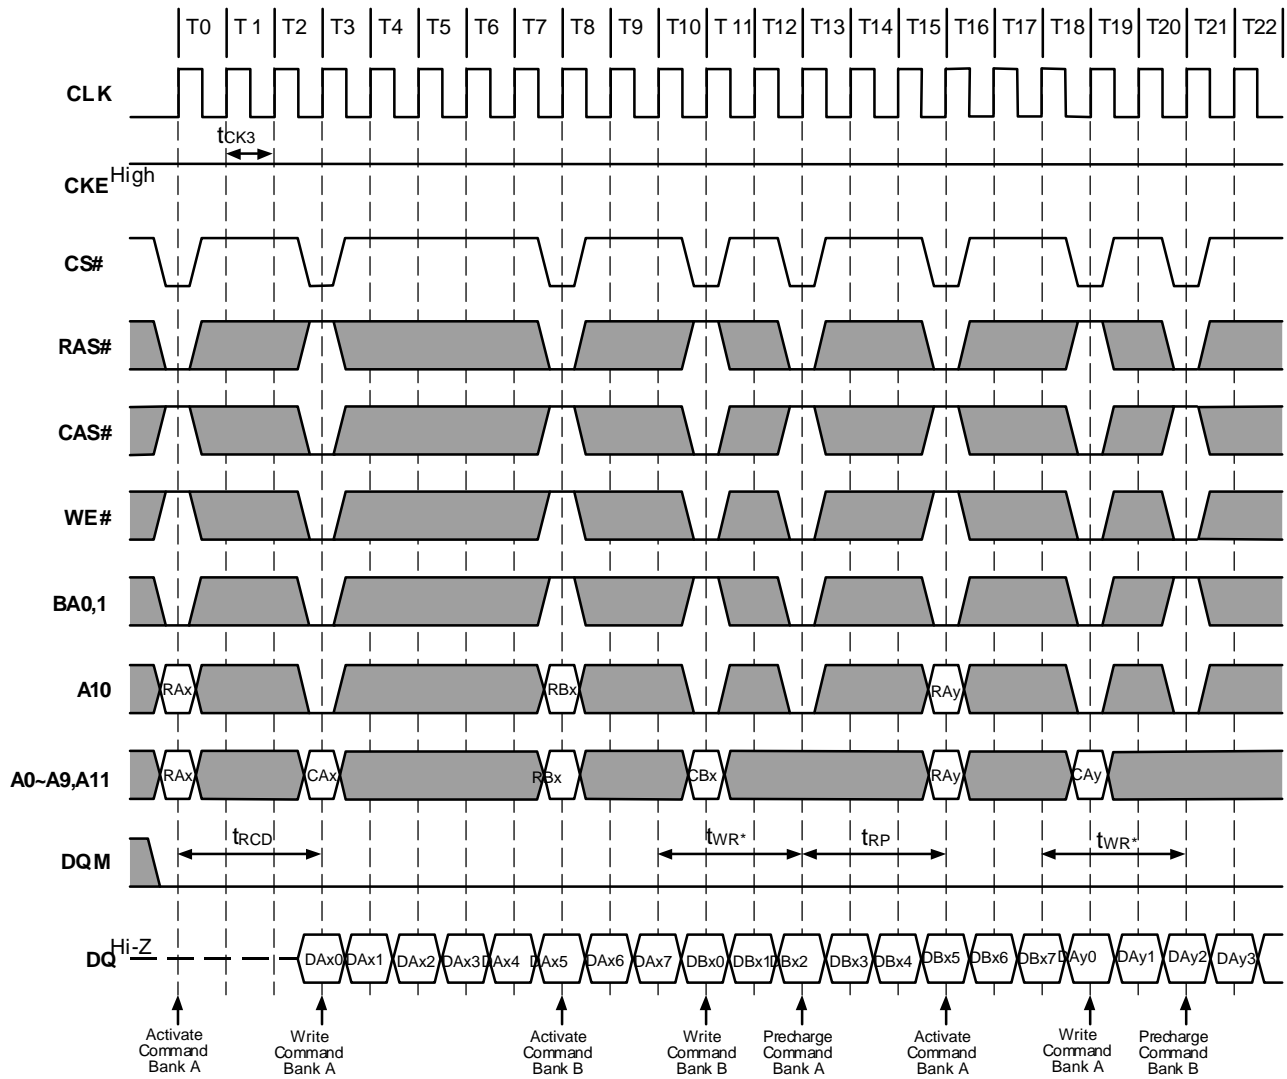 T0 T 1 T2 T3 T4 T5 T6 T7 T8 T9 T10 T 11 T12 T13 T14 T15 T16 T17 T18 T19 T20 T21 T22
CLK
tCK3
CKE High
CS#
RAS#
CAS#
WE#
BA0,1
A10 RAx RBx RAy
A0~A9,A11 RAx CAx RBx CBx RAy CAy
DQM tRCD tWR* tRP tWR*
DQ Hi-Z DAx0 DAx1 DAx2 DAx3 DAx4 DAx5 DAx6 DAx7 DBx0 DBx1 DBx2 DBx3 DBx4 DBx5 DBx6 DBx7 DAy0 DAy1 DAy2 DAy3
Activate
Command
Bank A
Write
Command
Bank A
Activate
Command
Bank B
Write
Command
Bank B
Precharge
Command
Bank A
Activate
Command
Bank A
Write
Command
Bank A
Precharge
Command
Bank B